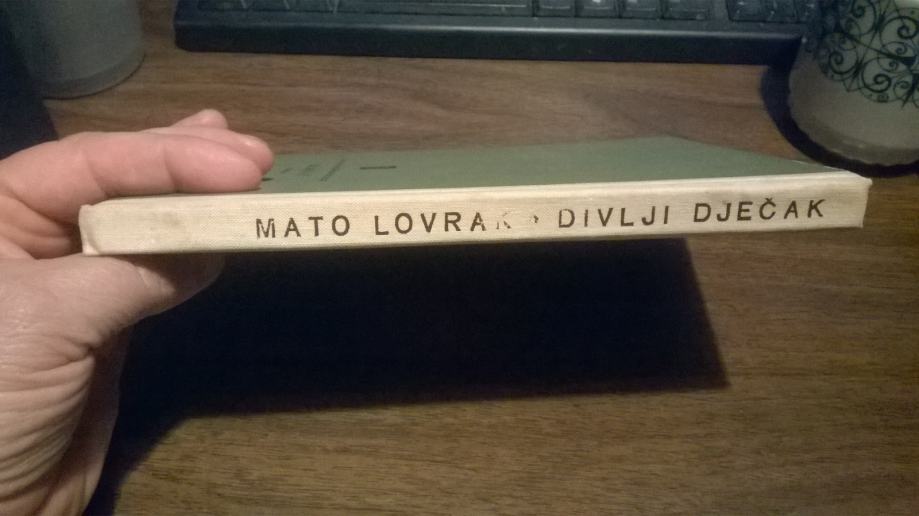 MATO LOVRAK • DIVLJI DJEČAK